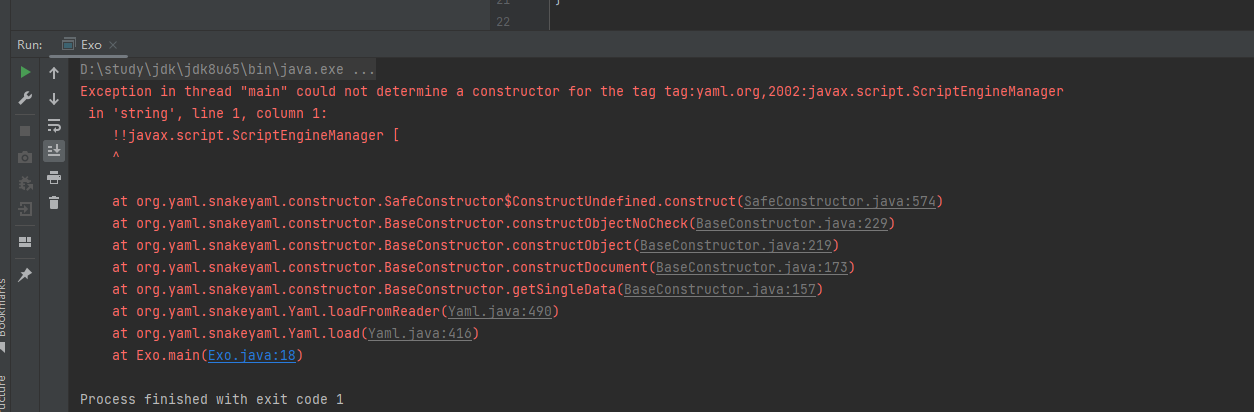 21
22
Run: Exo
D:\study\jdk\jdk8u65\bin\java.exe ...
Exception in thread "main" could not determine a constructor for the tag tag:yaml.org,2002:javax.script.ScriptEngineManager
in 'string', line 1, column 1:
!!javax.script.ScriptEngineManager [
^
at org.yaml.snakeyaml.constructor.SafeConstructor$ConstructUndefined.construct(SafeConstructor.java:574)
at org.yaml.snakeyaml.constructor.BaseConstructor.constructObjectNoCheck(BaseConstructor.java:229)
at org.yaml.snakeyaml.constructor.BaseConstructor.constructObject(BaseConstructor.java:219)
at org.yaml.snakeyaml.constructor.BaseConstructor.constructDocument(BaseConstructor.java:173)
at org.yaml.snakeyaml.constructor.BaseConstructor.getSingleData(BaseConstructor.java:157)
at org.yaml.snakeyaml.Yaml.loadFromReader(Yaml.java:490)
at org.yaml.snakeyaml.Yaml.load(Yaml.java:416)
at Exo.main(Exo.java:18)
Process finished with exit code 1
Bookmarks